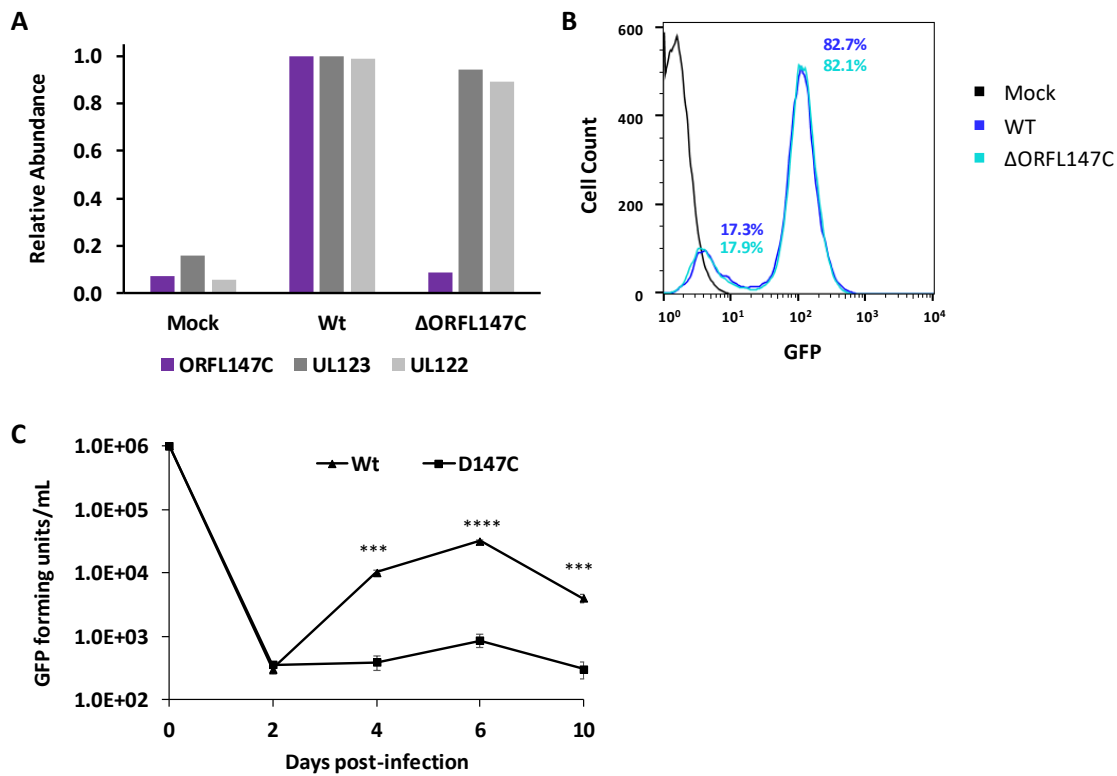 A
Relative Abundance
1.0
0.8
0.6
0.4
0.2
0.0
Mock Wt ΔORFL147C
ORFL147C UL123 UL122
B
Cell Count
600
400
200
0
82.7%
82.1%
17.3%
17.9%
10⁰ 10¹ 10² 10³ 10⁴
GFP
Mock
WT
ΔORFL147C
C
GFP forming units/mL
1.0E+06
1.0E+05
1.0E+04
1.0E+03
1.0E+02
Wt D147C
*** **** ***
0 2 4 6 10
Days post-infection